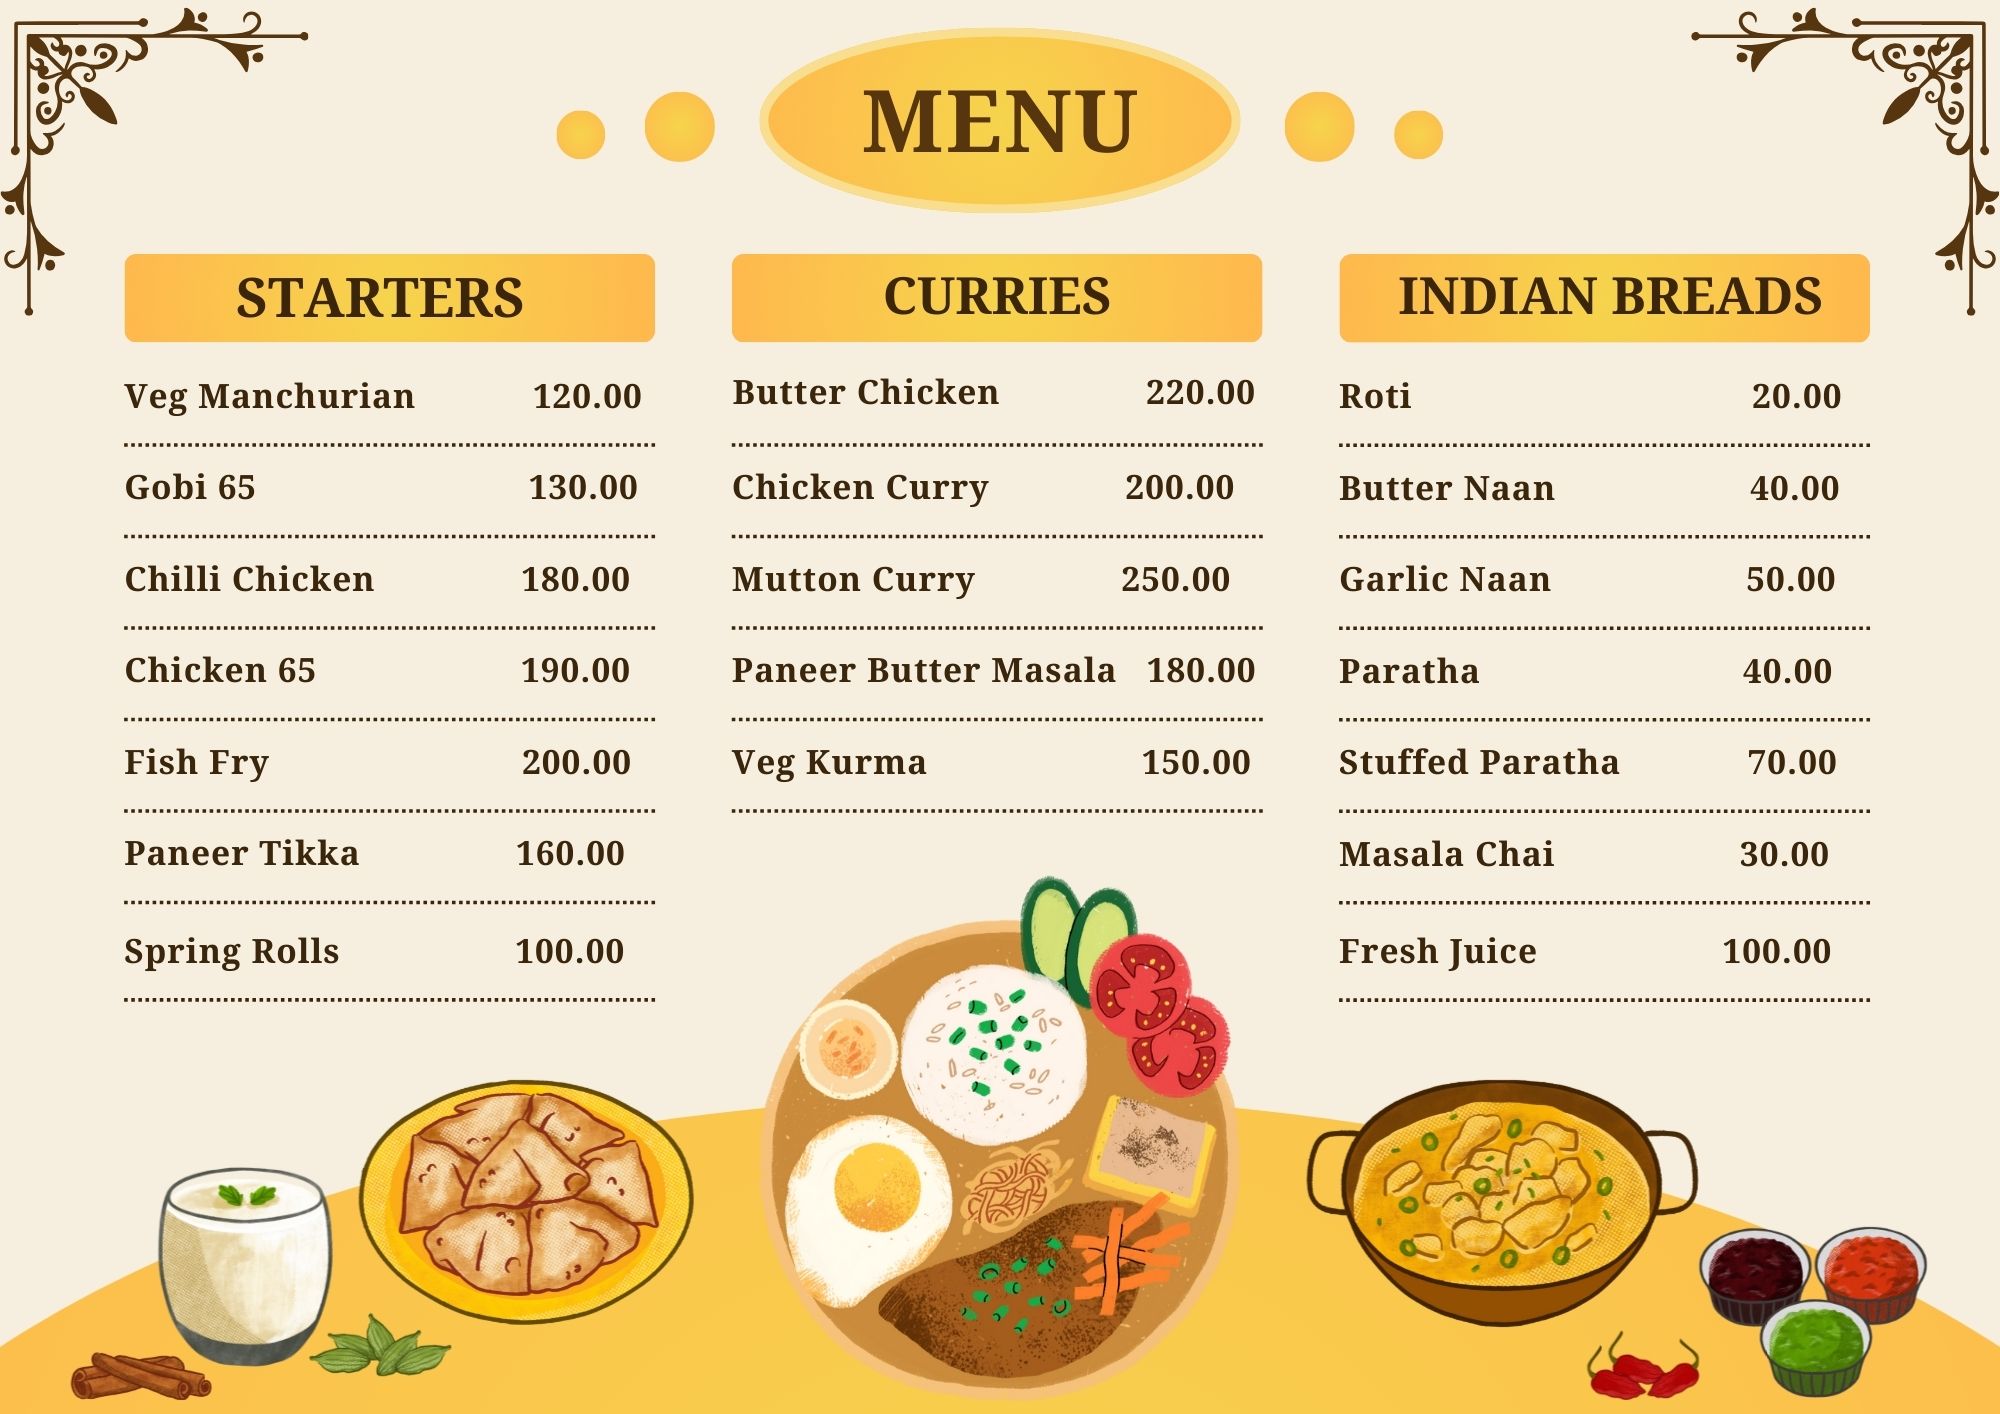 MENU
STARTERS
Veg Manchurian 120.00
Gobi 65 130.00
Chilli Chicken 180.00
Chicken 65 190.00
Fish Fry 200.00
Paneer Tikka 160.00
Spring Rolls 100.00
CURRIES
Butter Chicken 220.00
Chicken Curry 200.00
Mutton Curry 250.00
Paneer Butter Masala 180.00
Veg Kurma 150.00
INDIAN BREADS
Roti 20.00
Butter Naan 40.00
Garlic Naan 50.00
Paratha 40.00
Stuffed Paratha 70.00
Masala Chai 30.00
Fresh Juice 100.00